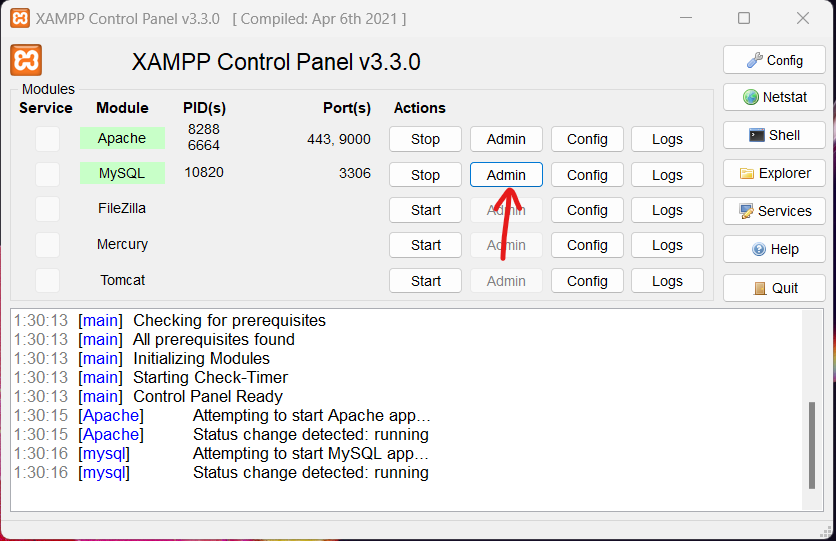 XAMPP Control Panel v3.3.0 [ Compiled: Apr 6th 2021 ]
XAMPP Control Panel v3.3.0
Config
Modules
Service Module PID(s) Port(s) Actions
Netstat
Apache 8288 6664 443, 9000 Stop Admin Config Logs
Shell
MySQL 10820 3306 Stop Admin Config Logs
Explorer
FileZilla Start Admin Config Logs
Services
Mercury Start Admin Config Logs
Help
Tomcat Start Admin Config Logs
Quit
1:30:13 [main] Checking for prerequisites
1:30:13 [main] All prerequisites found
1:30:13 [main] Initializing Modules
1:30:13 [main] Starting Check-Timer
1:30:13 [main] Control Panel Ready
1:30:15 [Apache] Attempting to start Apache app...
1:30:15 [Apache] Status change detected: running
1:30:16 [mysql] Attempting to start MySQL app...
1:30:16 [mysql] Status change detected: running